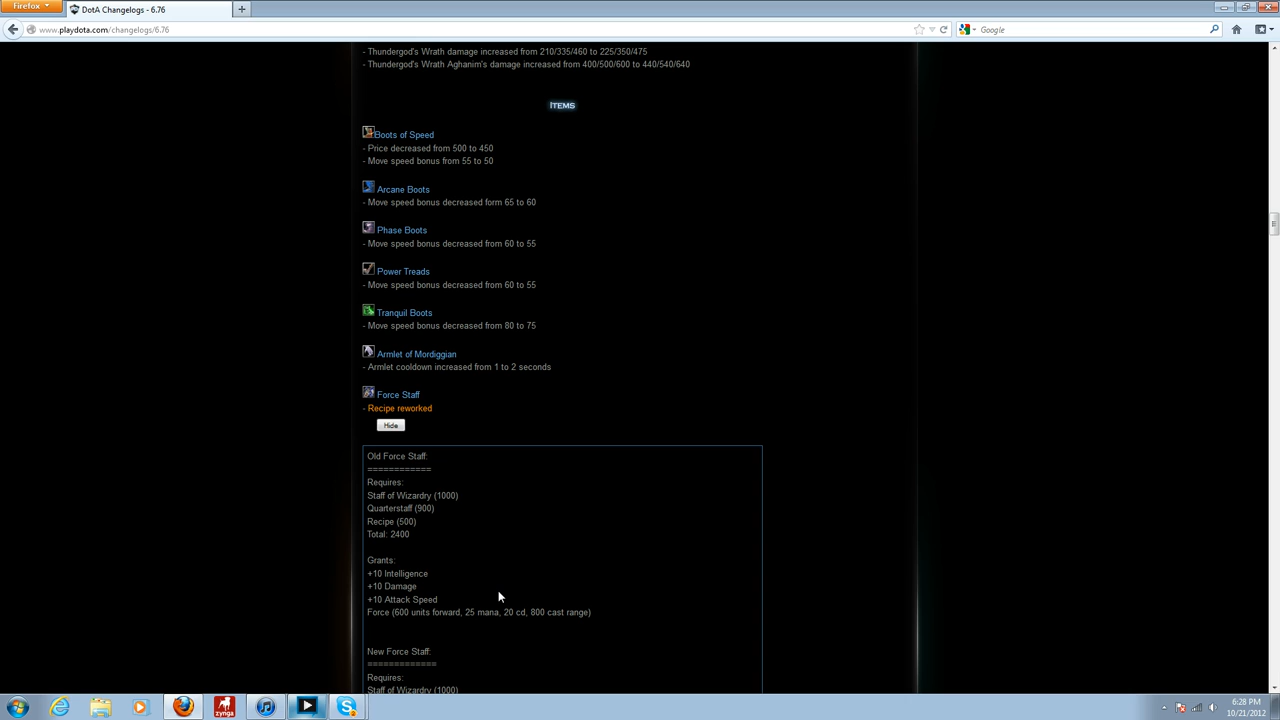 Firefox
DotA Changelogs - 6.76
www.playdota.com/changelogs/6.76
Google
- Thundergod's Wrath damage increased from 210/335/460 to 225/350/475
- Thundergod's Wrath Aghanim's damage increased from 400/500/600 to 440/540/640
ITEMS
Boots of Speed
- Price decreased from 500 to 450
- Move speed bonus from 55 to 50
Arcane Boots
- Move speed bonus decreased form 65 to 60
Phase Boots
- Move speed bonus decreased from 60 to 55
Power Treads
- Move speed bonus decreased from 60 to 55
Tranquil Boots
- Move speed bonus decreased from 80 to 75
Armlet of Mordiggian
- Armlet cooldown increased from 1 to 2 seconds
Force Staff
- Recipe reworked
Hide
Old Force Staff:
============
Requires:
Staff of Wizardry (1000)
Quarterstaff (900)
Recipe (500)
Total: 2400
Grants:
+10 Intelligence
+10 Damage
+10 Attack Speed
Force (600 units forward, 25 mana, 20 cd, 800 cast range)
New Force Staff:
=============
Requires:
Staff of Wizardry (1000)
zynga
6:28 PM
10/21/2012